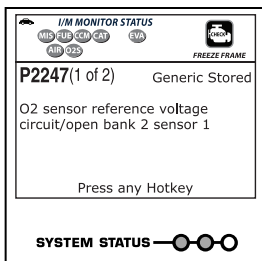 I/M MONITOR STATUS
MIS FUE CCM CAT EVA
AIR O2S
CHECK
FREEZE FRAME
P2247(1 of 2) Generic Stored
O2 sensor reference voltage
circuit/open bank 2 sensor 1
Press any Hotkey
SYSTEM STATUS